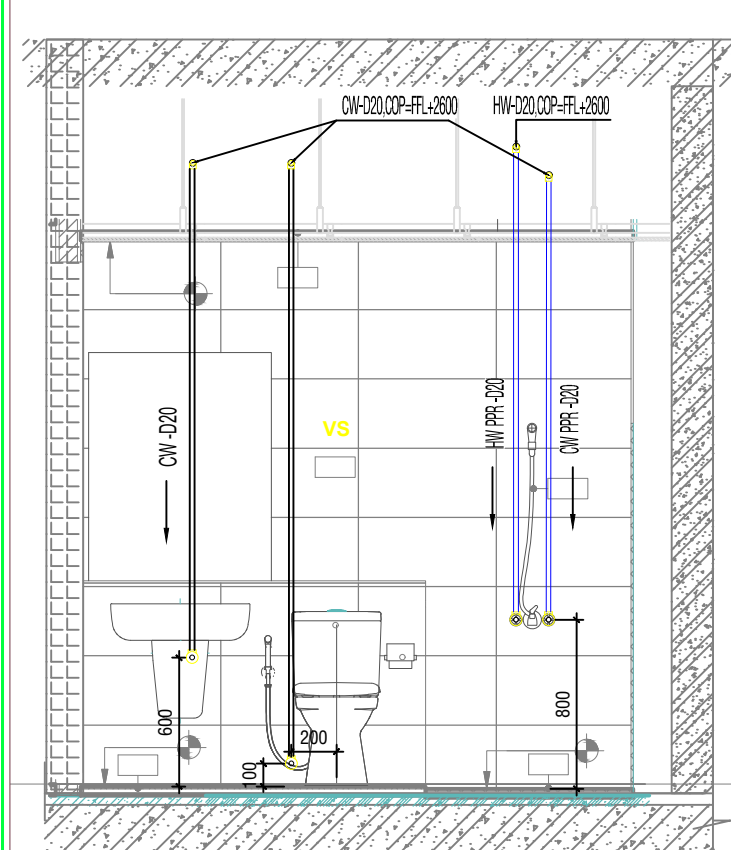 CW-D20,COP=FFL+2600
HW-D20,COP=FFL+2600
CW -D20
VS
HW PPR -D20
CW PPR -D20
600
200
100
800